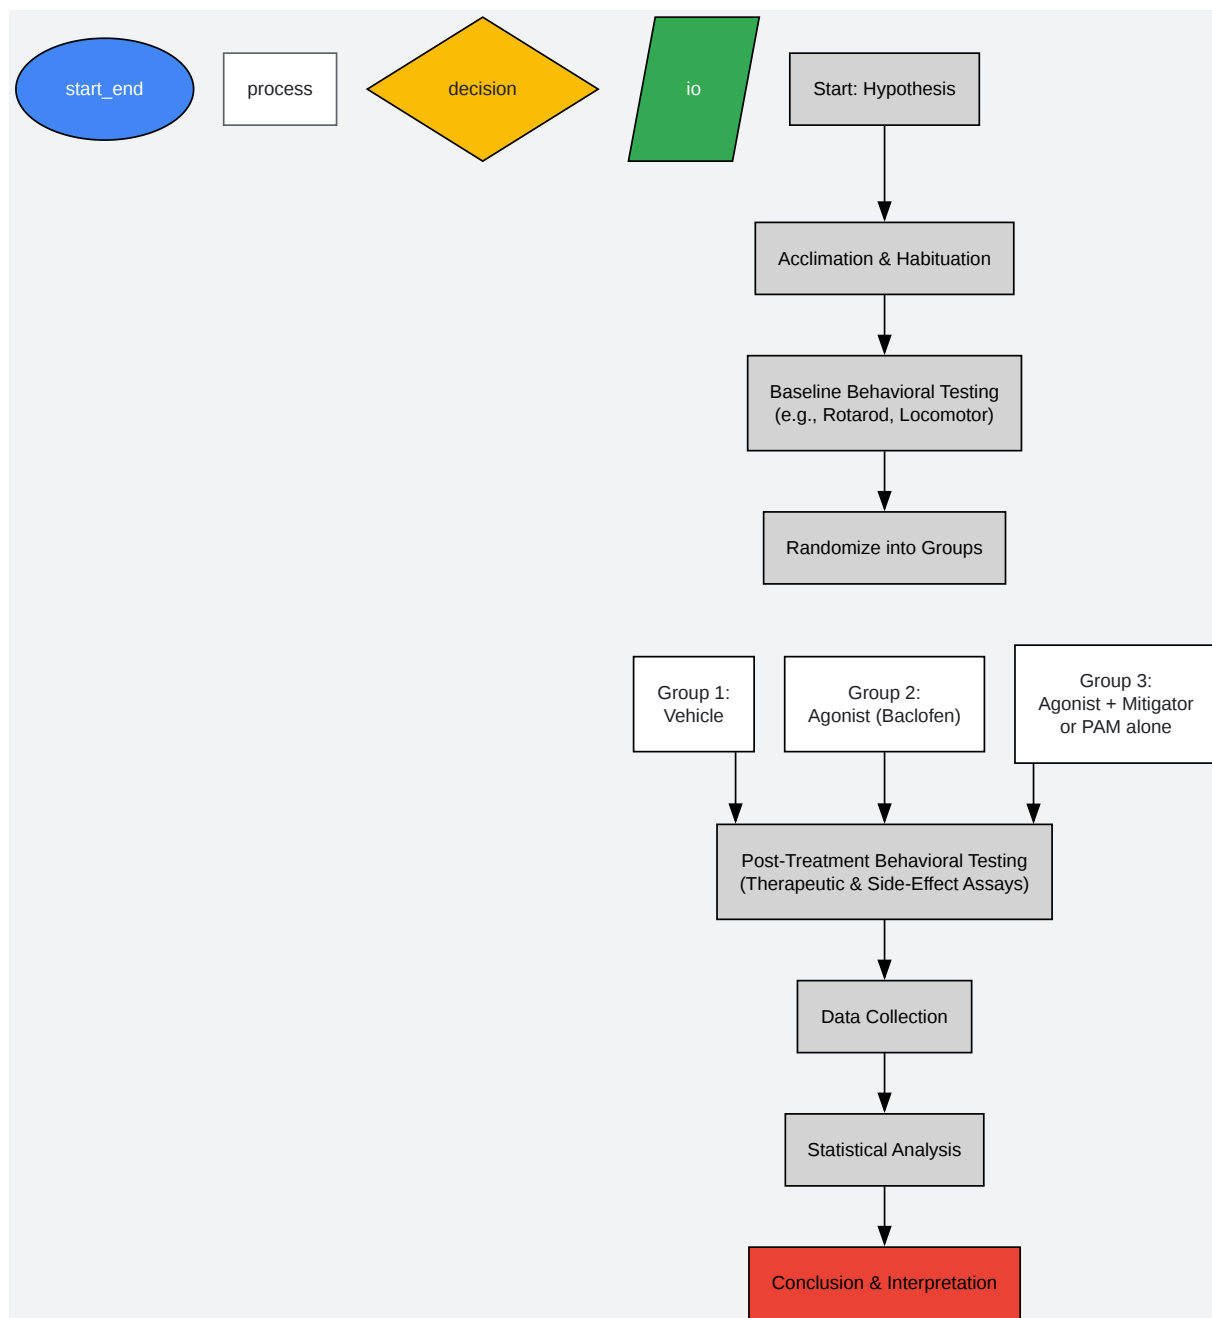 start_end
process
decision
io
Start: Hypothesis
Acclimation & Habituation
Baseline Behavioral Testing
(e.g., Rotarod, Locomotor)
Randomize into Groups
Group 1:
Vehicle
Group 2:
Agonist (Baclofen)
Group 3:
Agonist + Mitigator
or PAM alone
Post-Treatment Behavioral Testing
(Therapeutic & Side-Effect Assays)
Data Collection
Statistical Analysis
Conclusion & Interpretation